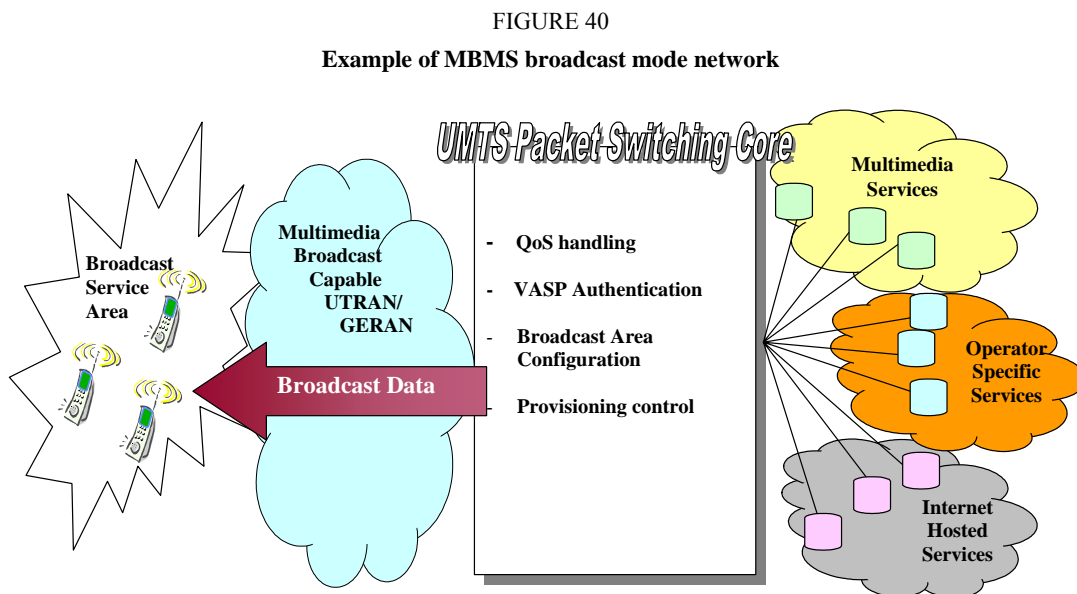 FIGURE 40
Example of MBMS broadcast mode network
UMTS Packet Switching Core
Broadcast
Service
Area
Multimedia
Broadcast
Capable
UTRAN/
GERAN
Broadcast Data
- QoS handling
- VASP Authentication
- Broadcast Area
Configuration
- Provisioning control
Multimedia
Services
Operator
Specific
Services
Internet
Hosted
Services